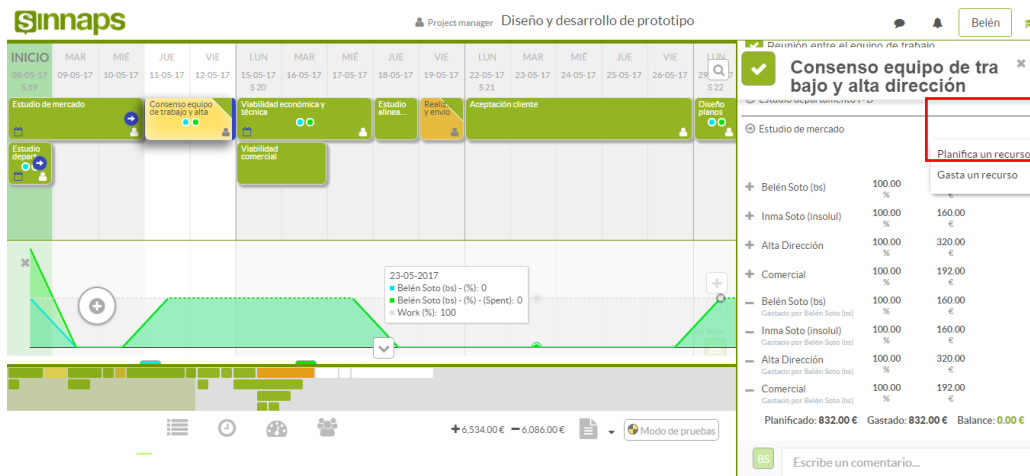 Sinnaps
Project manager Diseño y desarrollo de prototipo
Belén
INICIO MAR MIÉ JUE VIE LUN MAR MIÉ JUE VIE LUN MAR MIÉ JUE VIE LUN
08-05-17 09-05-17 10-05-17 11-05-17 12-05-17 15-05-17 16-05-17 17-05-17 18-05-17 19-05-17 22-05-17 23-05-17 24-05-17 25-05-17 26-05-17
S 19 S 20 S 21 S 22
Estudio de mercado
Consenso equipo
de trabajo y alta
Viabilidad económica y
técnica
Estudio
alinea...
Realiz...
y envío
Aceptación cliente
Diseño
planos
Estudio
depar...
Viabilidad
comercial
23-05-2017
Belén Soto (bs) - (%): 0
Belén Soto (bs) - (%) - (Spent): 0
Work (%): 100
+6,534.00 € −6,086.00 €
Modo de pruebas
Reunión entre el equipo de trabajo
Consenso equipo de tra
bajo y alta dirección
Estudio de mercado
Planifica un recurso
Gasta un recurso
Belén Soto (bs) 100.00
% €
Inma Soto (insolul) 100.00 160.00
% €
Alta Dirección 100.00 320.00
% €
Comercial 100.00 192.00
% €
Belén Soto (bs) 100.00 160.00
Gastado por Belén Soto (bs) % €
Inma Soto (insolul) 100.00 160.00
Gastado por Belén Soto (bs) % €
Alta Dirección 100.00 320.00
Gastado por Belén Soto (bs) % €
Comercial 100.00 192.00
Gastado por Belén Soto (bs) % €
Planificado: 832.00 € Gastado: 832.00 € Balance: 0.00 €
BS Escribe un comentario...